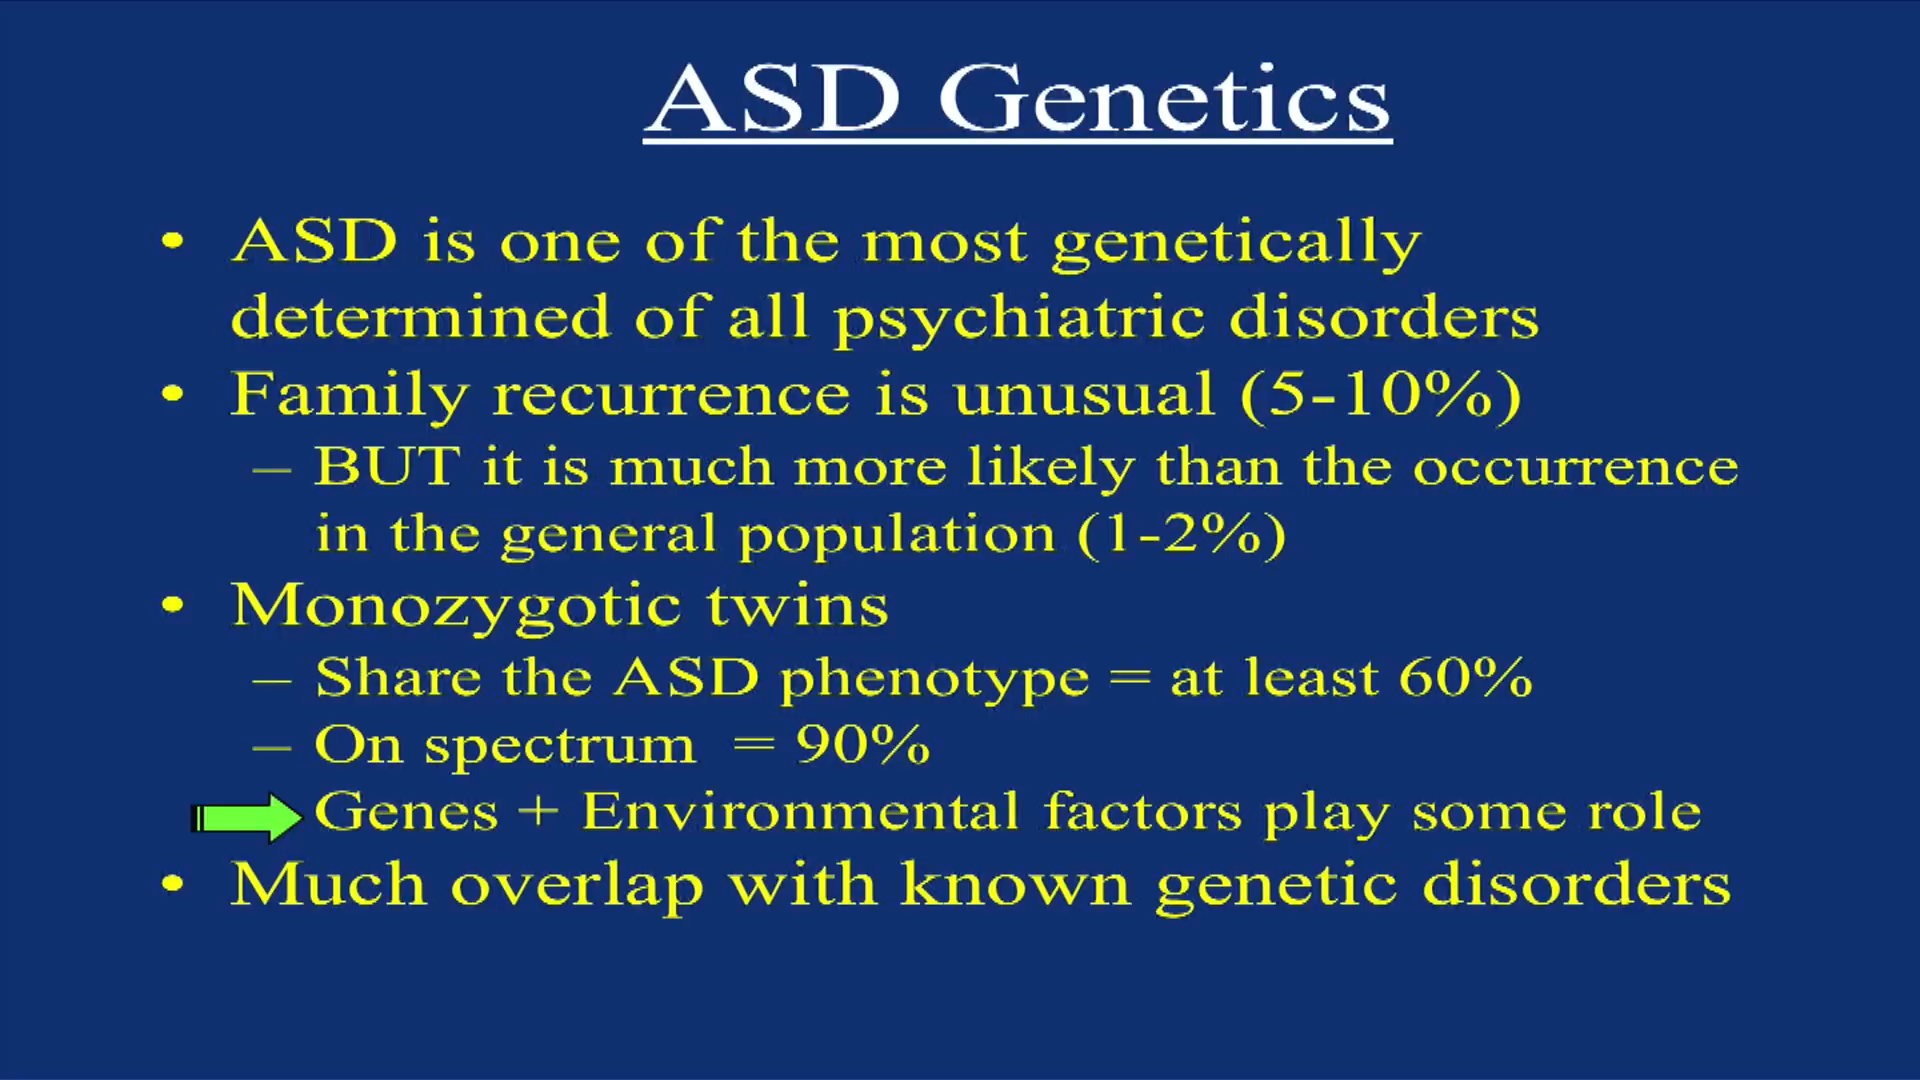 ASD Genetics
• ASD is one of the most genetically
determined of all psychiatric disorders
• Family recurrence is unusual (5-10%)
– BUT it is much more likely than the occurrence
in the general population (1-2%)
• Monozygotic twins
– Share the ASD phenotype = at least 60%
– On spectrum = 90%
Genes + Environmental factors play some role
• Much overlap with known genetic disorders